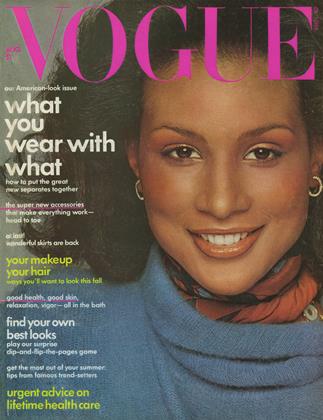 VOGUE
our American-look issue
what
you
wear with
what
how to put the great
new separates together
the super new accessories
that make everything work—
head to toe
at last!
wonderful skirts are back
your makeup
your hair
ways you'll want to look this fall
good health, good skin,
relaxation, vigor—all in the bath
find your own
best looks
play our surprise
dip-and-flip-the-pages game
get the most out of your summer:
tips from famous trend-setters
urgent advice on
lifetime health care